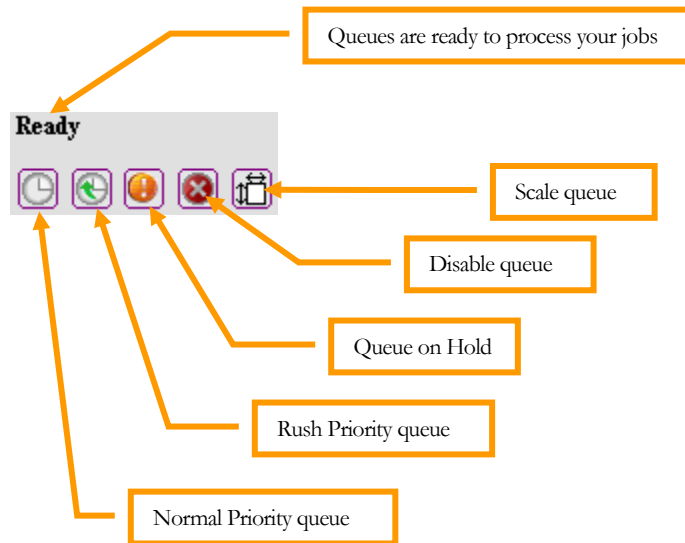 Queues are ready to process your jobs
Ready
Scale queue
Disable queue
Queue on Hold
Rush Priority queue
Normal Priority queue